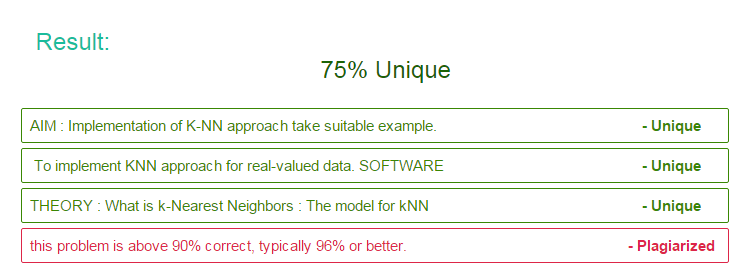 Result:
75% Unique
AIM : Implementation of K-NN approach take suitable example. - Unique
To implement KNN approach for real-valued data. SOFTWARE - Unique
THEORY : What is k-Nearest Neighbors : The model for kNN - Unique
this problem is above 90% correct, typically 96% or better. - Plagiarized